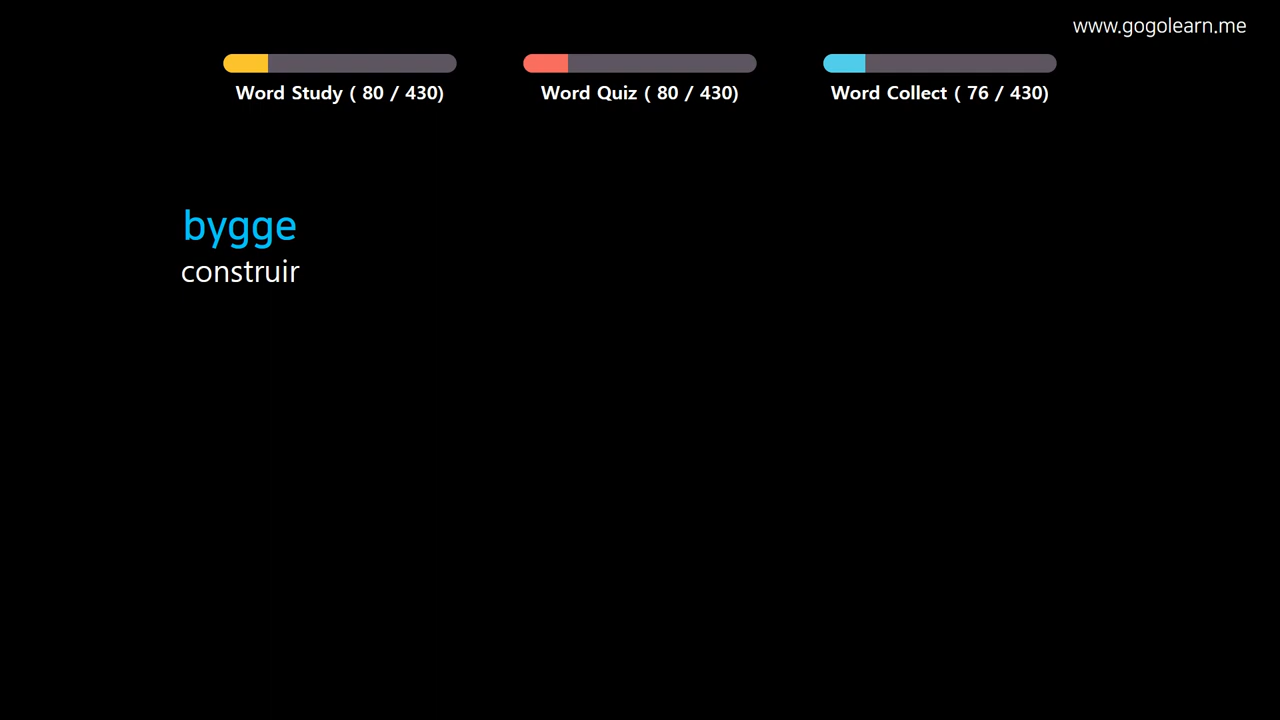 www.gogolearn.me
Word Study ( 80 / 430)
Word Quiz ( 80 / 430)
Word Collect ( 76 / 430)
bygge
construir